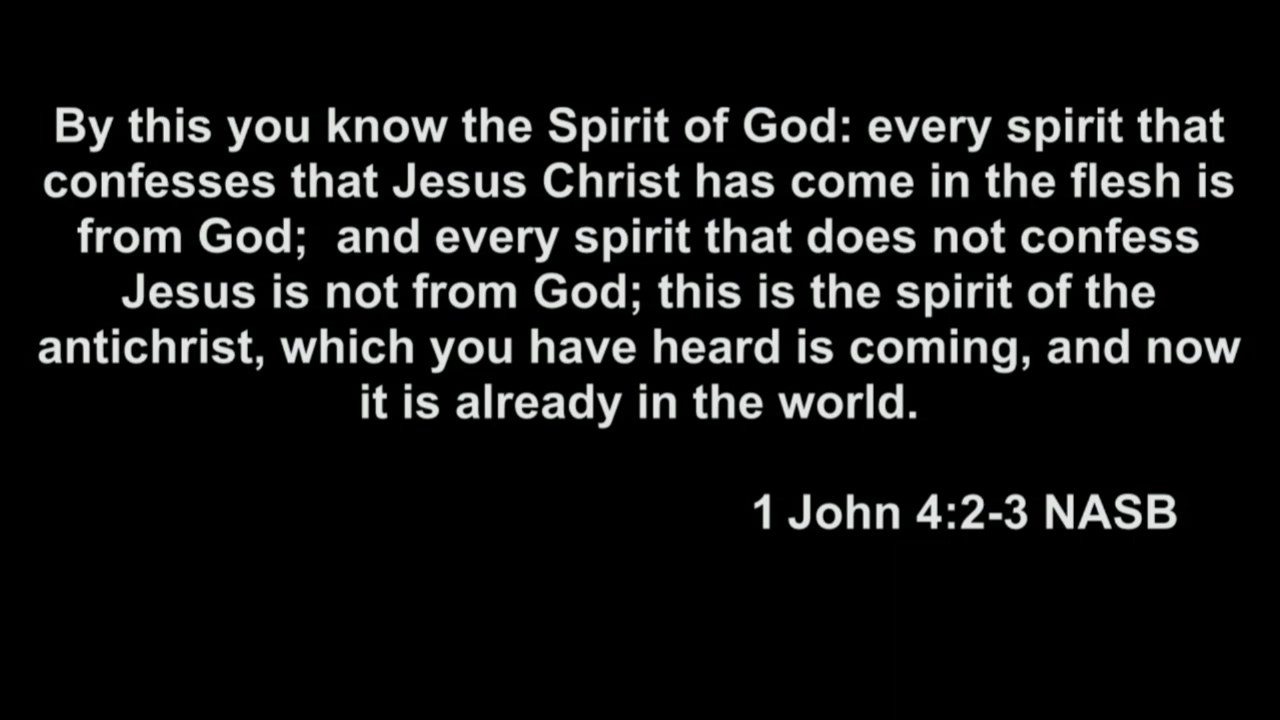 By this you know the Spirit of God: every spirit that
confesses that Jesus Christ has come in the flesh is
from God;  and every spirit that does not confess
Jesus is not from God; this is the spirit of the
antichrist, which you have heard is coming, and now
it is already in the world.
1 John 4:2-3 NASB